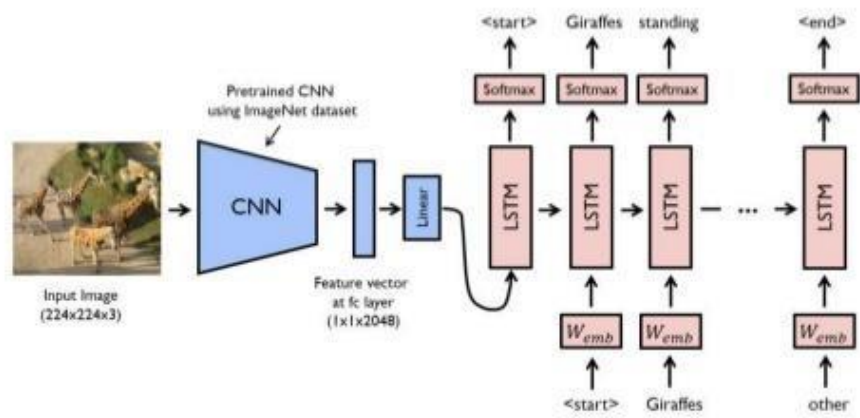 <start> Giraffes standing <end>
Softmax Softmax Softmax Softmax
Pretrained CNN
using ImageNet dataset
CNN
Linear
LSTM LSTM LSTM ... LSTM
Input Image
(224x224x3)
Feature vector
at fc layer
(1x1x2048)
W_emb W_emb W_emb
<start> Giraffes other